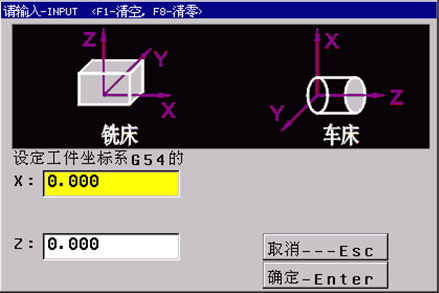 请输入-INPUT <F1-清空, F8-清零>
Z
Y
X
铣床
X
Z
Y
车床
设定工件坐标系G54的
X: 0.000
Z: 0.000
取消---Esc
确定-Enter